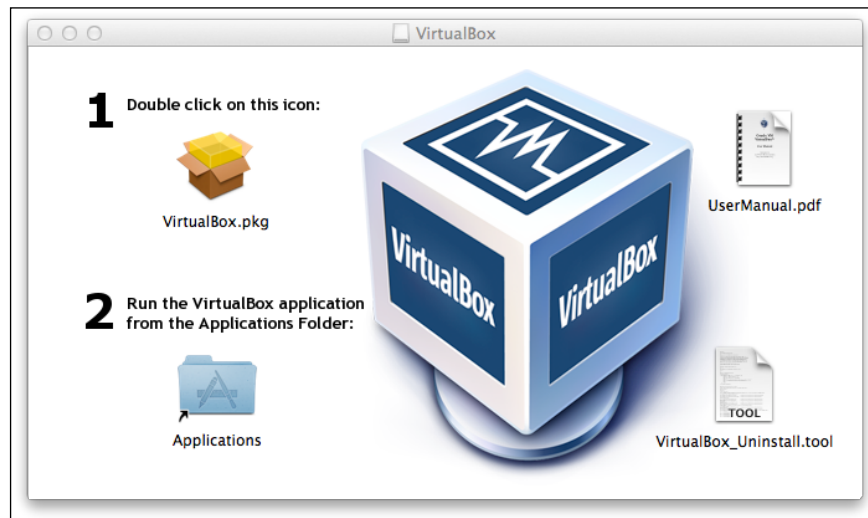 VirtualBox
1 Double click on this icon:
VirtualBox.pkg
2 Run the VirtualBox application
from the Applications Folder:
Applications
VirtualBox
VirtualBox
UserManual.pdf
TOOL
VirtualBox_Uninstall.tool